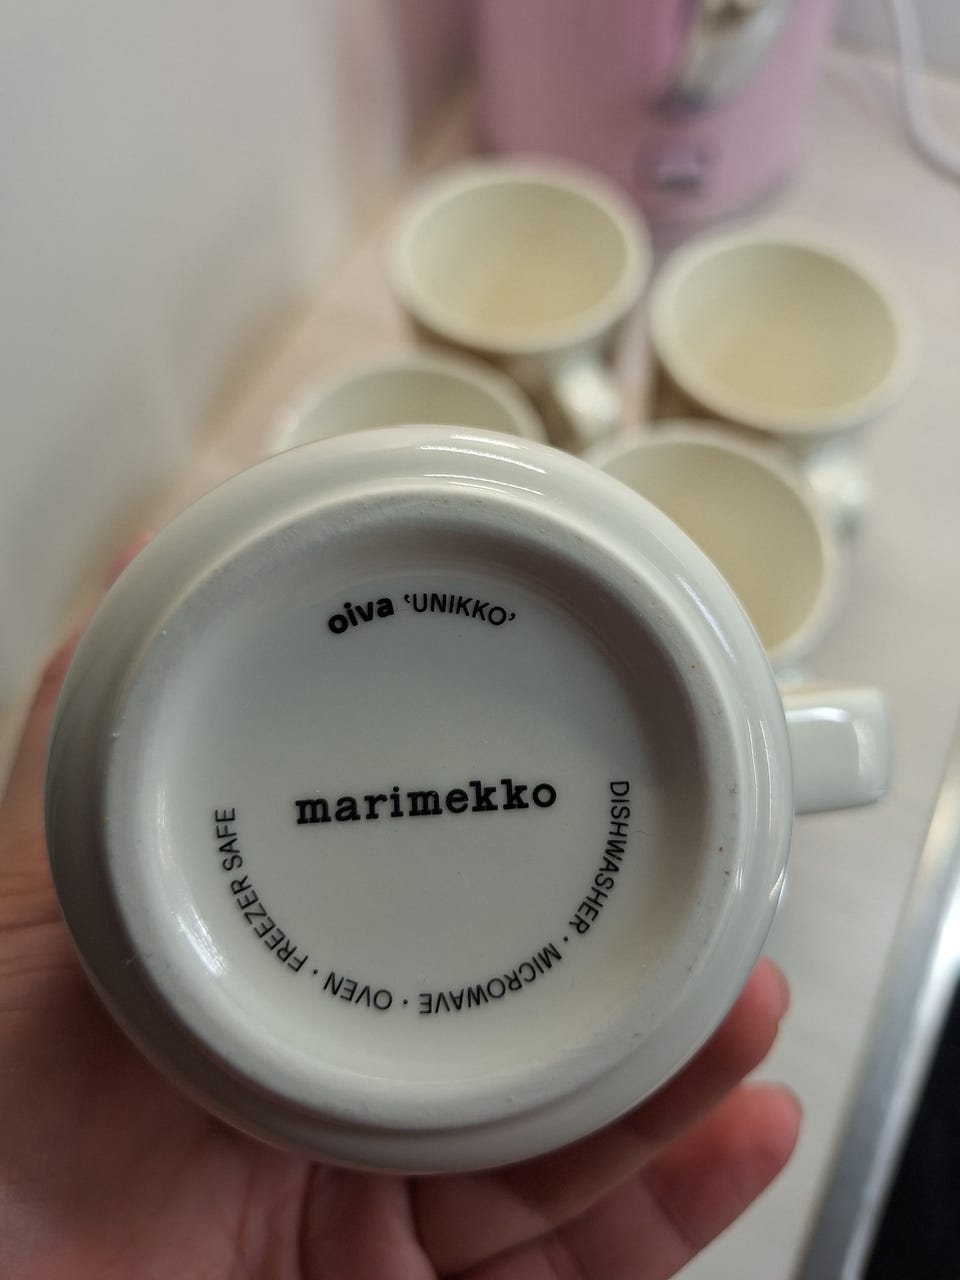 oiva ‘UNIKKO’
marimekko
DISHWASHER · MICROWAVE · OVEN · FREEZER SAFE